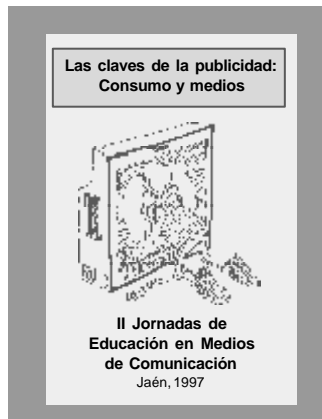 Las claves de la publicidad:
Consumo y medios
II Jornadas de
Educación en Medios
de Comunicación
Jaén, 1997